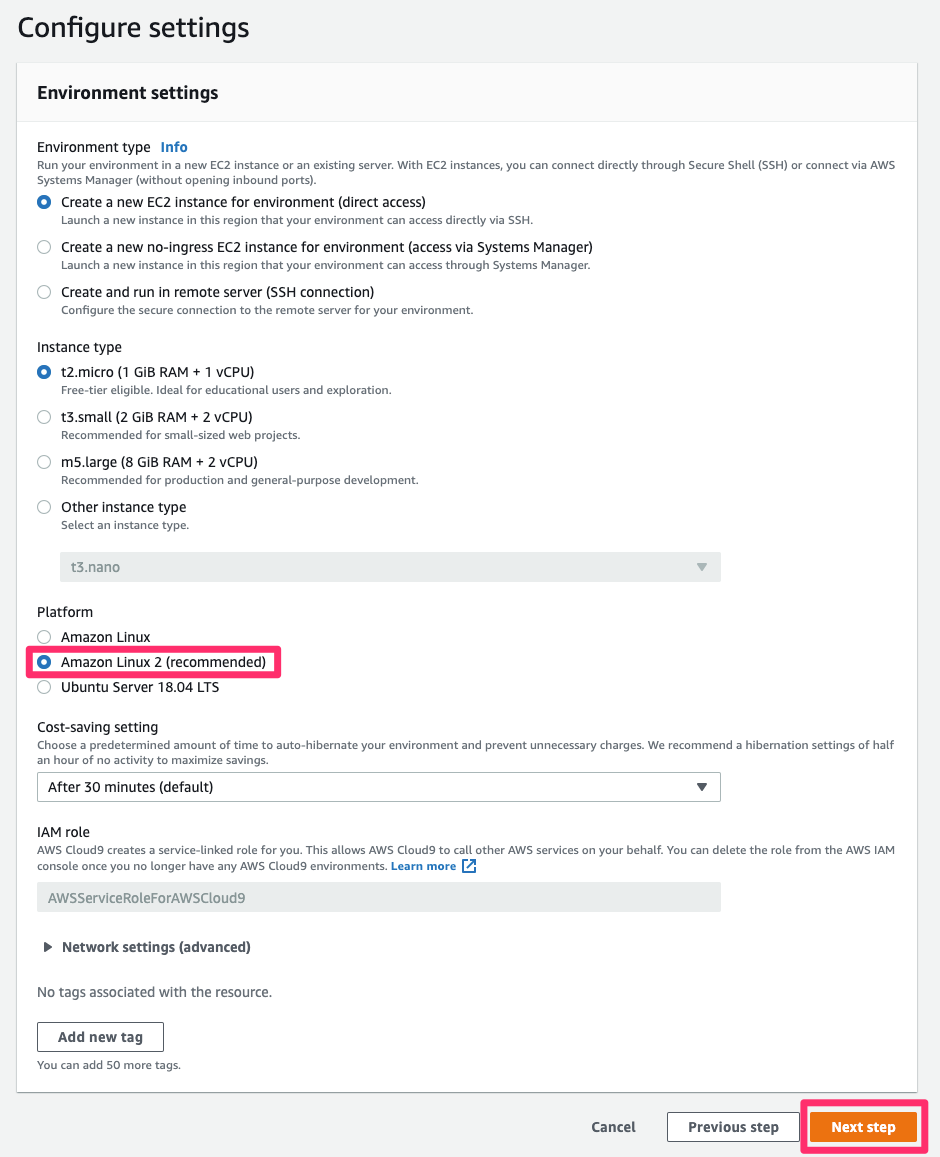 Configure settings
Environment settings
Environment type Info
Run your environment in a new EC2 instance or an existing server. With EC2 instances, you can connect directly through Secure Shell (SSH) or connect via AWS
Systems Manager (without opening inbound ports).
Create a new EC2 instance for environment (direct access)
Launch a new instance in this region that your environment can access directly via SSH.
Create a new no-ingress EC2 instance for environment (access via Systems Manager)
Launch a new instance in this region that your environment can access through Systems Manager.
Create and run in remote server (SSH connection)
Configure the secure connection to the remote server for your environment.
Instance type
t2.micro (1 GiB RAM + 1 vCPU)
Free-tier eligible. Ideal for educational users and exploration.
t3.small (2 GiB RAM + 2 vCPU)
Recommended for small-sized web projects.
m5.large (8 GiB RAM + 2 vCPU)
Recommended for production and general-purpose development.
Other instance type
Select an instance type.
t3.nano
Platform
Amazon Linux
Amazon Linux 2 (recommended)
Ubuntu Server 18.04 LTS
Cost-saving setting
Choose a predetermined amount of time to auto-hibernate your environment and prevent unnecessary charges. We recommend a hibernation settings of half
an hour of no activity to maximize savings.
After 30 minutes (default)
IAM role
AWS Cloud9 creates a service-linked role for you. This allows AWS Cloud9 to call other AWS services on your behalf. You can delete the role from the AWS IAM
console once you no longer have any AWS Cloud9 environments. Learn more
AWSServiceRoleForAWSCloud9
Network settings (advanced)
No tags associated with the resource.
Add new tag
You can add 50 more tags.
Cancel Previous step Next step